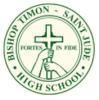 BISHOP TIMON - SAINT JUDE
FORTES IN FIDE
HIGH SCHOOL